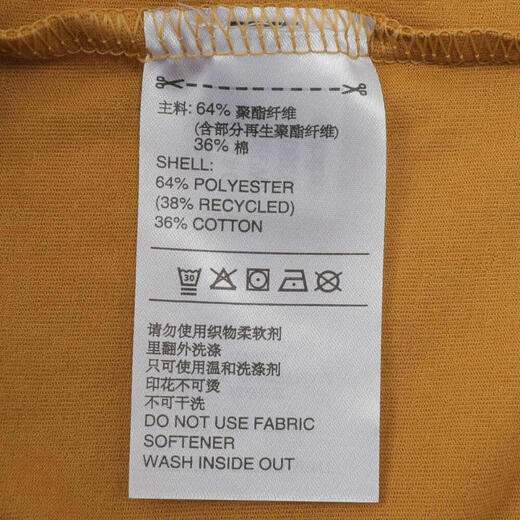 主料: 64% 聚酯纤维
(含部分再生聚酯纤维)
36% 棉
SHELL:
64% POLYESTER
(38% RECYCLED)
36% COTTON
30
请勿使用织物柔软剂
里翻外洗涤
只可使用温和洗涤剂
印花不可烫
不可干洗
DO NOT USE FABRIC
SOFTENER
WASH INSIDE OUT